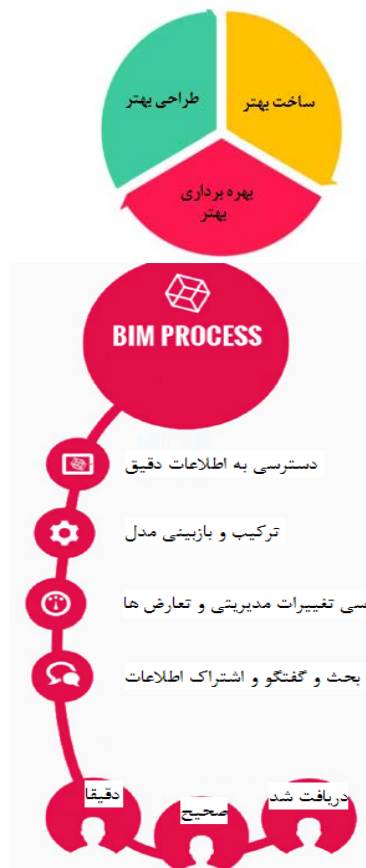 ساخت بهتر
طراحی بهتر
بهره برداری
بهتر
BIM PROCESS
دسترسی به اطلاعات دقیق
ترکیب و بازبینی مدل
تغییرات مدیریتی و تعارض ها
بحث و گفتگو و اشتراک اطلاعات
دریافت شد
صحیح
دقیقا